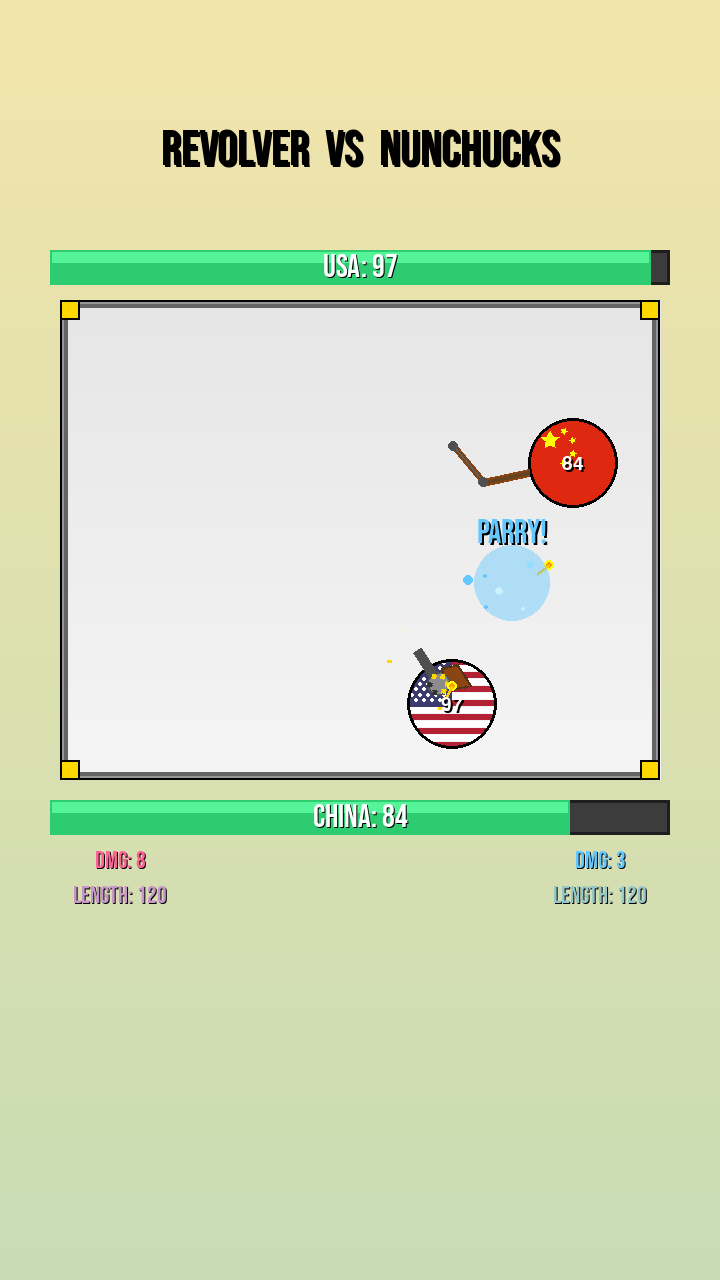 REVOLVER VS NUNCHUCKS
USA: 97
84
PARRY!
97
CHINA: 84
DMG: 8
DMG: 3
LENGTH: 120
LENGTH: 120